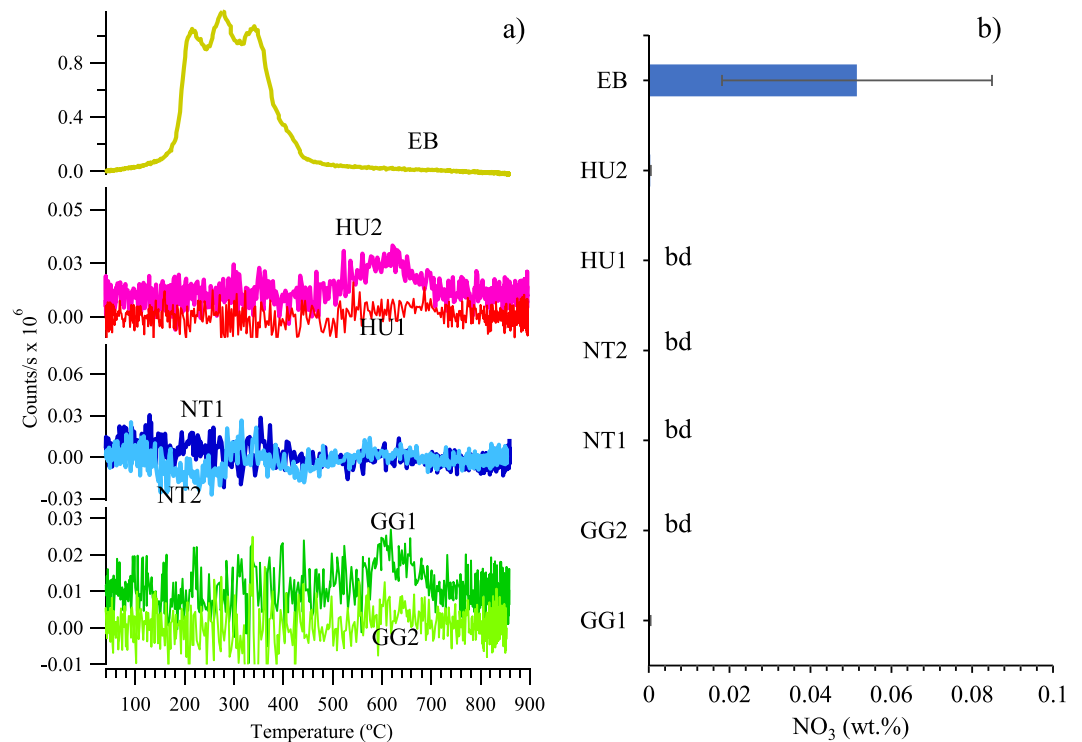 a)
0.8
0.4
0.0
EB
0.05
0.03
0.00
HU2
HU1
0.06
0.03
0.00
-0.03
NT1
NT2
0.03
0.02
0.01
0.00
-0.01
GG1
GG2
Counts/s x 10⁶
100 200 300 400 500 600 700 800 900
Temperature (ºC)
b)
EB
HU2
HU1 bd
NT2 bd
NT1 bd
GG2 bd
GG1
0 0.02 0.04 0.06 0.08 0.1
NO₃ (wt.%)